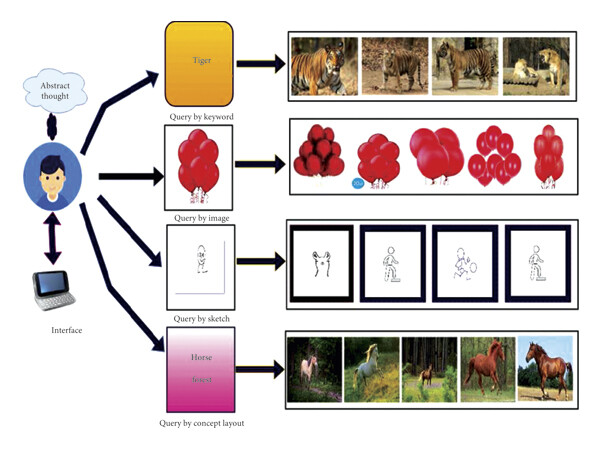 Abstract
thought
Interface
Tiger
Query by keyword
Query by image
Query by sketch
Horse
forest
Query by concept layout